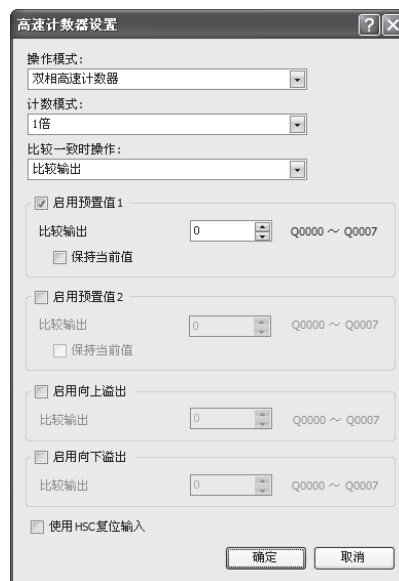 高速计数器设置
操作模式:
双相高速计数器
计数模式:
1倍
比较一致时操作:
比较输出
启用预置值1
比较输出 0 Q0000 ～ Q0007
保持当前值
启用预置值2
比较输出 0 Q0000 ～ Q0007
保持当前值
启用向上溢出
比较输出 0 Q0000 ～ Q0007
启用向下溢出
比较输出 0 Q0000 ～ Q0007
使用HSC复位输入
确定 取消